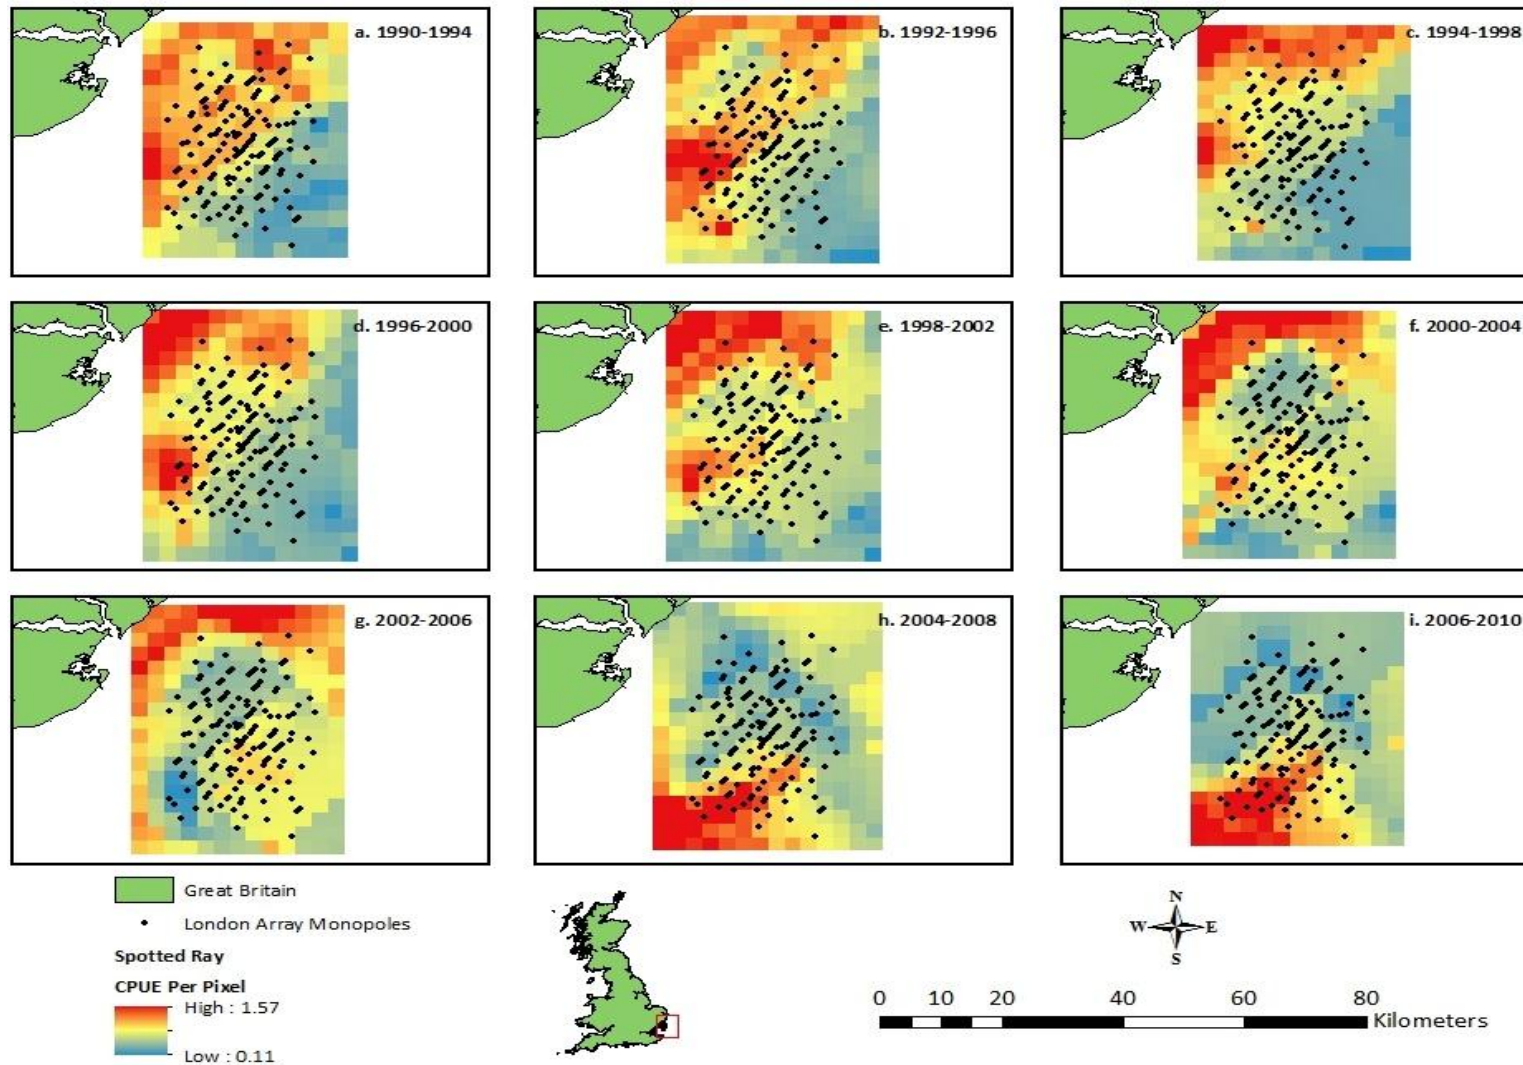 a. 1990-1994
b. 1992-1996
c. 1994-1998
d. 1996-2000
e. 1998-2002
f. 2000-2004
g. 2002-2006
h. 2004-2008
i. 2006-2010
Great Britain
London Array Monopoles
Spotted Ray
CPUE Per Pixel
High : 1.57
Low : 0.11
N
W E
S
0 10 20 40 60 80
Kilometers